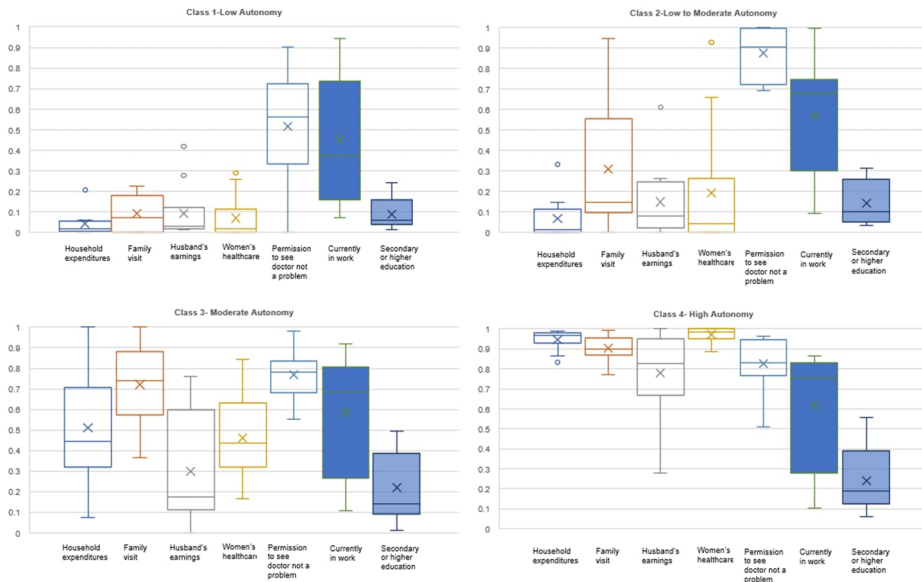 Class 1-Low Autonomy
1
0.9
0.8
0.7
0.6
0.5
0.4
0.3
0.2
0.1
0
Household
expenditures
Family
visit
Husband's
earnings
Women's
healthcare
Permission
to see
doctor not
a problem
Currently
in work
Secondary
or higher
education
Class 2-Low to Moderate Autonomy
1
0.9
0.8
0.7
0.6
0.5
0.4
0.3
0.2
0.1
0
Household
expenditures
Family
visit
Husband's
earnings
Women's
healthcare
Permission
to see
doctor not
a problem
Currently
in work
Secondary
or higher
education
Class 3- Moderate Autonomy
1
0.9
0.8
0.7
0.6
0.5
0.4
0.3
0.2
0.1
0
Household
expenditures
Family
visit
Husband's
earnings
Women's
healthcare
Permission
to see
doctor not a
problem
Currently
in work
Secondary
or higher
education
Class 4- High Autonomy
1
0.9
0.8
0.7
0.6
0.5
0.4
0.3
0.2
0.1
0
Household
expenditures
Family
visit
Husband's
earnings
Women's
healthcare
Permission
to see
doctor not a
problem
Currently
in work
Secondary
or higher
education